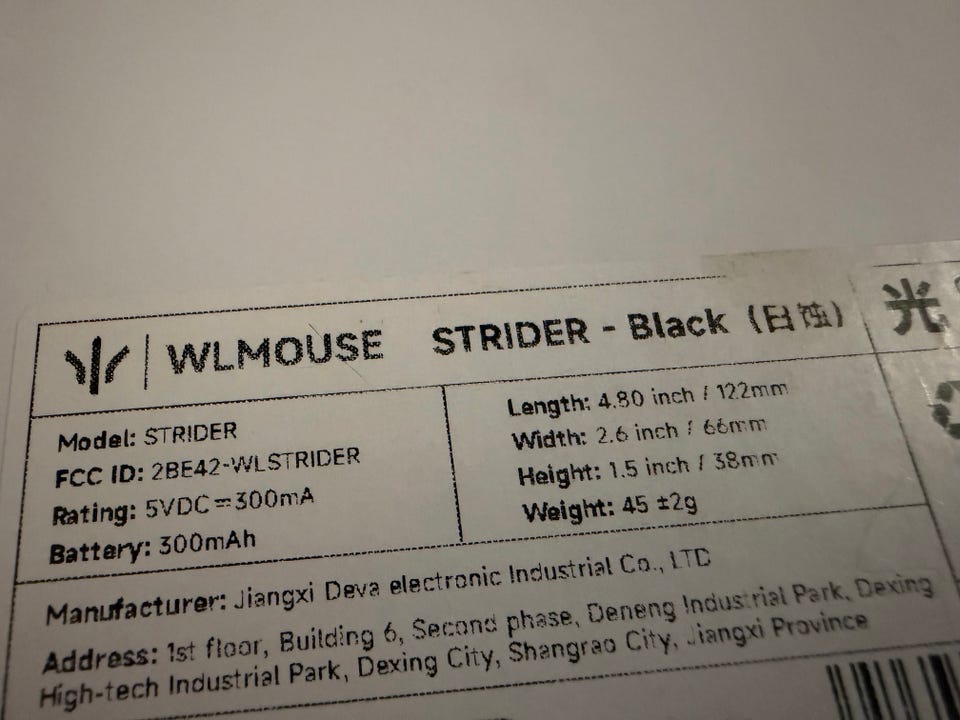 WLMOUSE STRIDER - Black (日蚀) 光
Model: STRIDER
FCC ID: 2BE42-WLSTRIDER
Rating: 5VDC⎓300mA
Battery: 300mAh
Length: 4.80 inch / 122mm
Width: 2.6 inch / 66mm
Height: 1.5 inch / 38mm
Weight: 45 ±2g
Manufacturer: Jiangxi Deva electronic Industrial Co., LTD
Address: 1st floor, Building 6, Second phase, Deneng Industrial Park, Dexing
High-tech Industrial Park, Dexing City, Shangrao City, Jiangxi Province